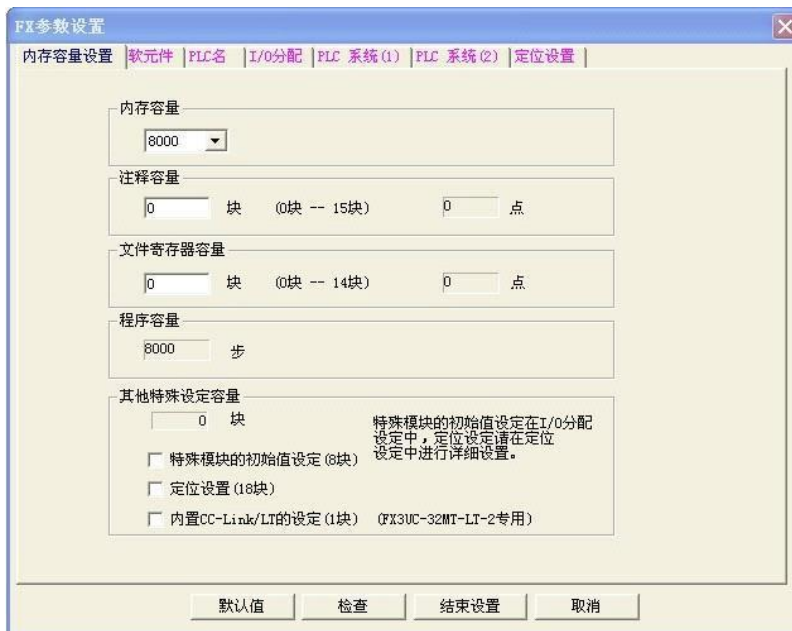 FX参数设置
内存容量设置 软元件 PLC名 I/O分配 PLC 系统(1) PLC 系统(2) 定位设置
内存容量
8000
注释容量
0 块 (0块 -- 15块) 0 点
文件寄存器容量
0 块 (0块 -- 14块) 0 点
程序容量
8000 步
其他特殊设定容量
0 块
特殊模块的初始值设定在I/O分配
设定中,定位设定请在定位
设定中进行详细设置。
特殊模块的初始值设定(8块)
定位设置(18块)
内置CC-Link/LT的设定(1块) (FX3UC-32MT-LT-2专用)
默认值 检查 结束设置 取消